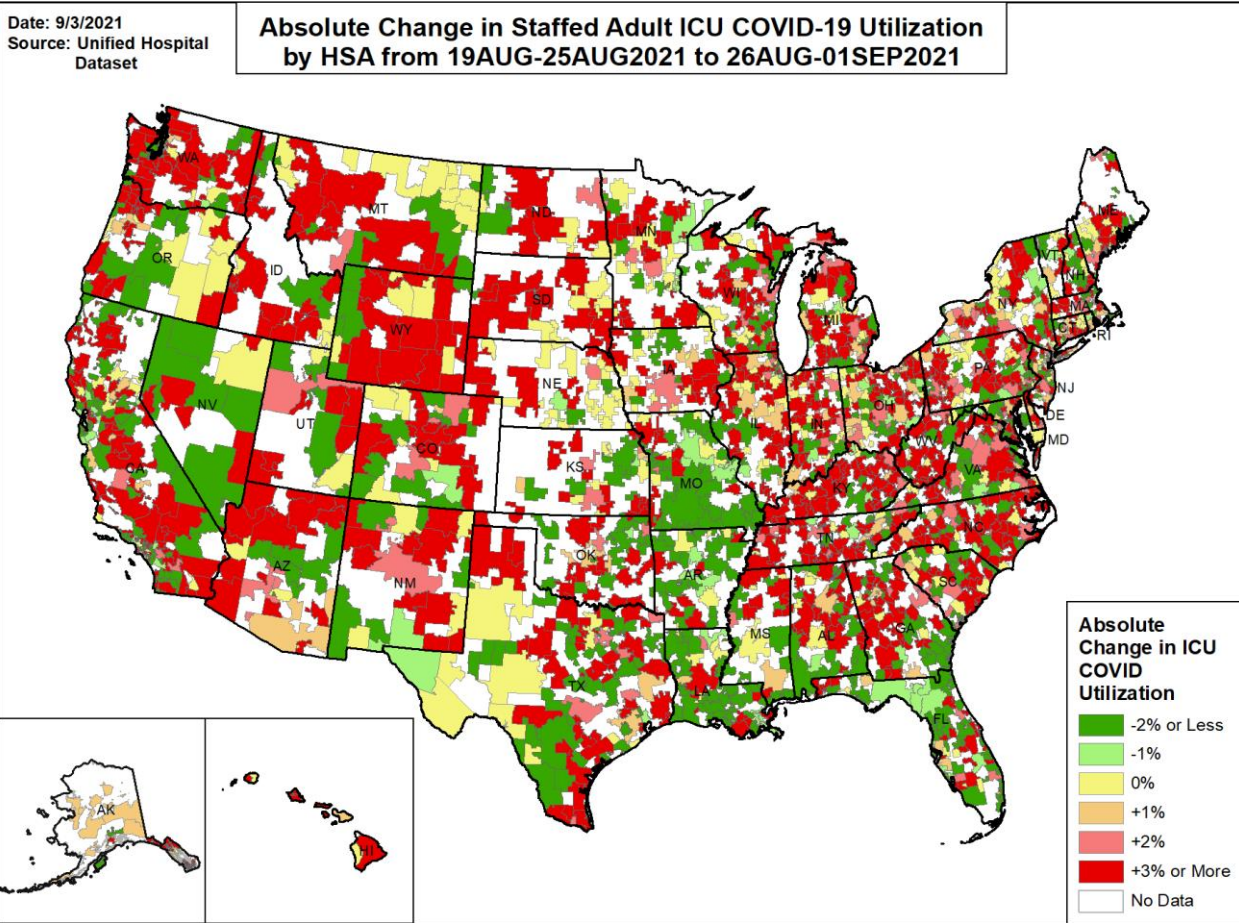 Date: 9/3/2021
Source: Unified Hospital
Dataset
Absolute Change in Staffed Adult ICU COVID-19 Utilization
by HSA from 19AUG-25AUG2021 to 26AUG-01SEP2021
WA
MT
ND
MN
ME
OR
ID
SD
WI
VT
NH
NY
MA
MI
CT
RI
WY
IA
PA
NE
NJ
NV
UT
OH
DE
IL
IN
MD
CO
WV
CA
KS
MO
VA
KY
NC
TN
AZ
OK
NM
AR
SC
MS
AL
GA
TX
LA
FL
AK
HI
Absolute
Change in ICU
COVID
Utilization
-2% or Less
-1%
0%
+1%
+2%
+3% or More
No Data